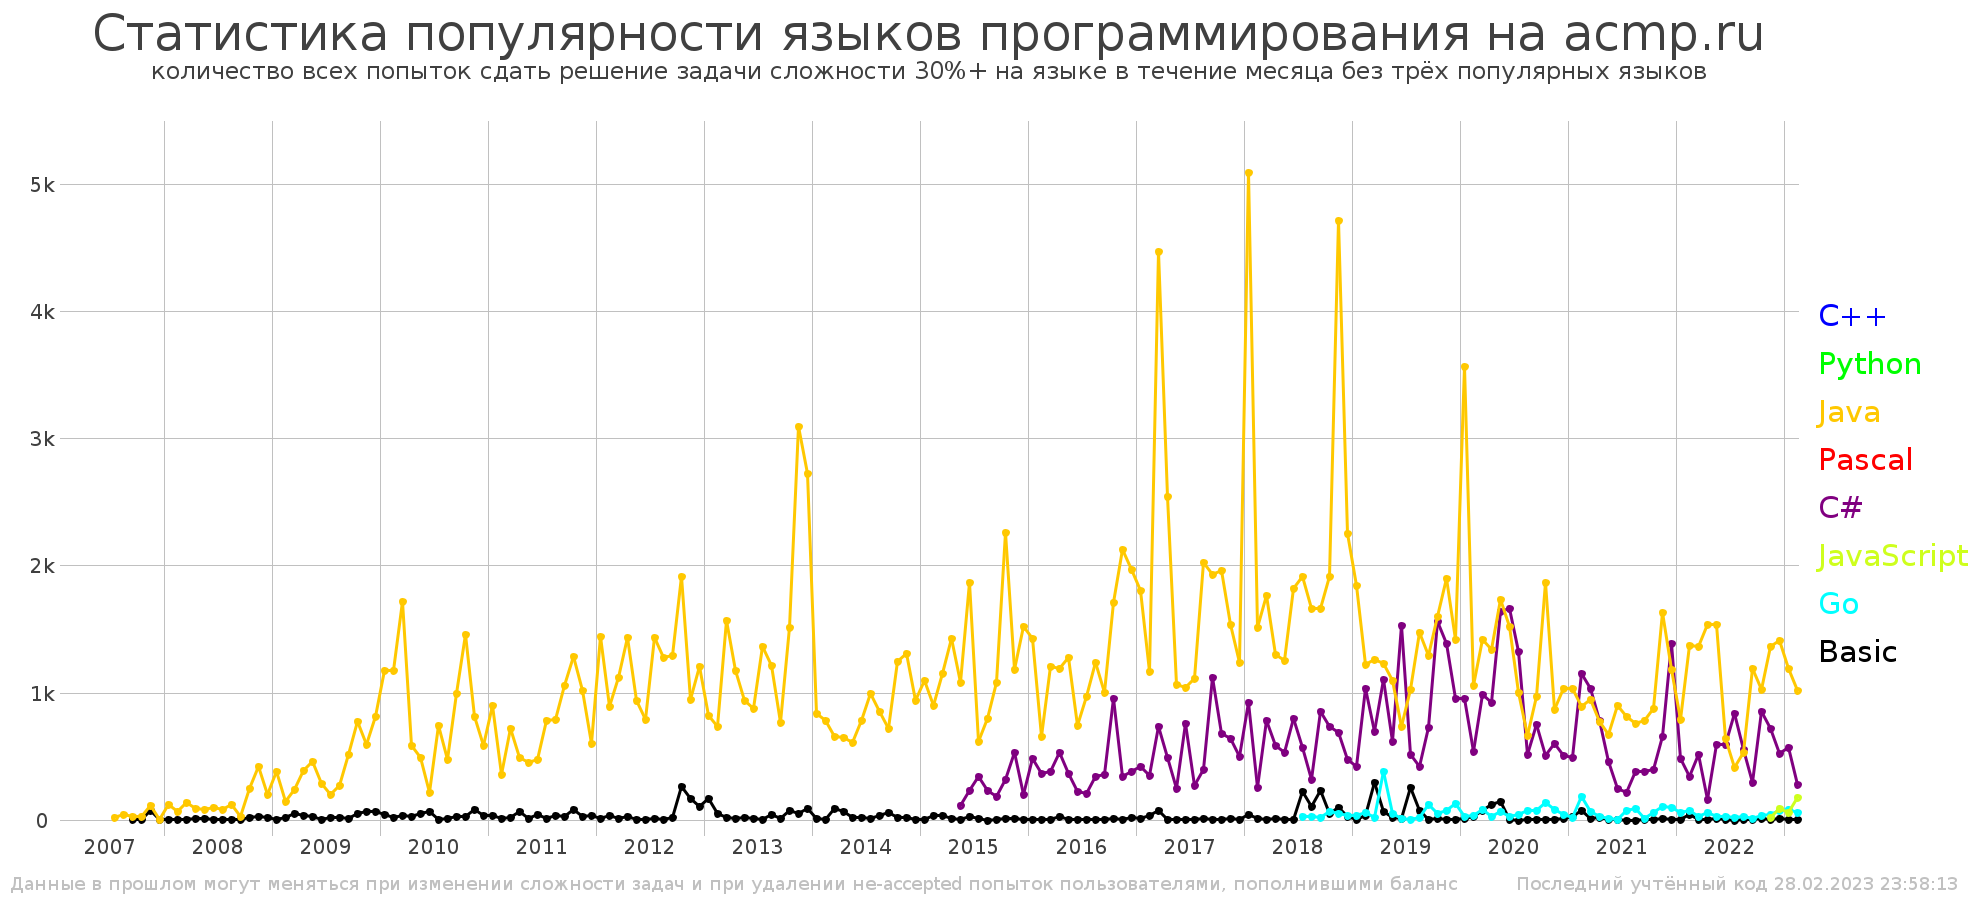 Статистика популярности языков программирования на acmp.ru
количество всех попыток сдать решение задачи сложности 30%+ на языке в течение месяца без трёх популярных языков
5k
4k
3k
2k
1k
0
C++
Python
Java
Pascal
C#
JavaScript
Go
Basic
2007 2008 2009 2010 2011 2012 2013 2014 2015 2016 2017 2018 2019 2020 2021 2022
Данные в прошлом могут меняться при изменении сложности задач и при удалении не-accepted попыток пользователями, пополнившими баланс
Последний учтённый код 28.02.2023 23:58:13